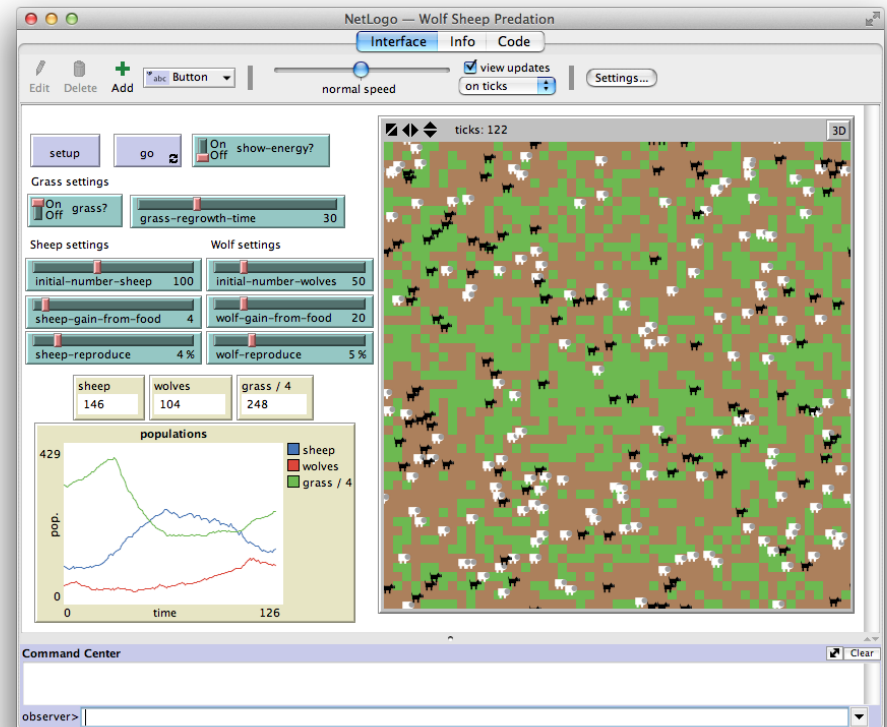 NetLogo — Wolf Sheep Predation
Interface Info Code
Edit Delete Add abc Button normal speed view updates on ticks Settings...
ticks: 122 3D
setup go On Off show-energy?
Grass settings
On Off grass? grass-regrowth-time 30
Sheep settings Wolf settings
initial-number-sheep 100 initial-number-wolves 50
sheep-gain-from-food 4 wolf-gain-from-food 20
sheep-reproduce 4 % wolf-reproduce 5 %
sheep wolves grass / 4
146 104 248
populations
429
pop.
0
0 time 126
sheep
wolves
grass / 4
Command Center Clear
observer>